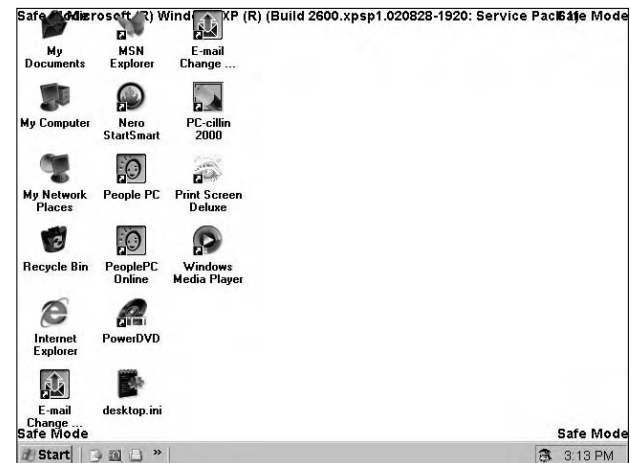 Safe Mode Microsoft (R) Windows XP (R) (Build 2600.xpsp1.020828-1920: Service Pack 1) Safe Mode
My Documents
MSN Explorer
E-mail Change ...
My Computer
Nero StartSmart
PC-cillin 2000
My Network Places
People PC
Print Screen Deluxe
Recycle Bin
PeoplePC Online
Windows Media Player
Internet Explorer
PowerDVD
E-mail Change ...
desktop.ini
Safe Mode
Safe Mode
Start
»
3:13 PM